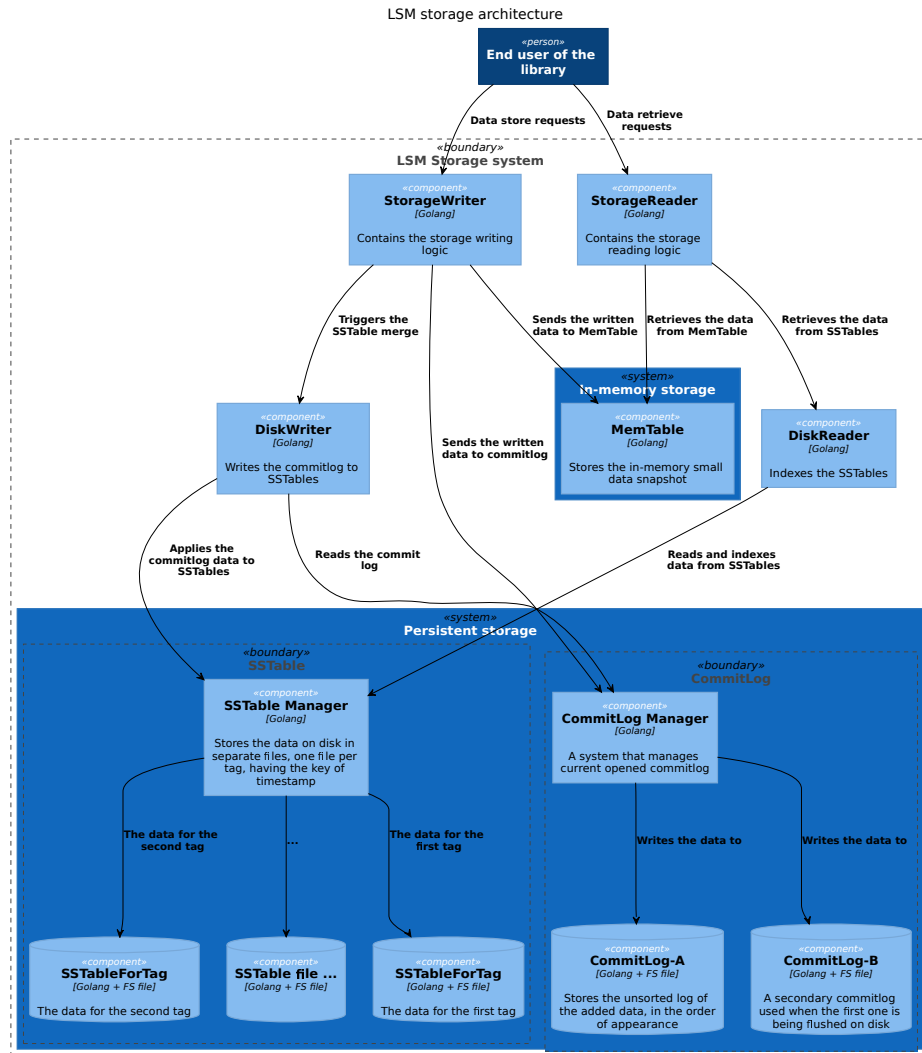 LSM storage architecture
«person»
End user of the
library
Data store requests
Data retrieve
requests
«boundary»
LSM Storage system
«component»
StorageWriter
[Golang]
Contains the storage writing
logic
«component»
StorageReader
[Golang]
Contains the storage
reading logic
Triggers the
SSTable merge
Sends the written
data to MemTable
Retrieves the data
from MemTable
Retrieves the data
from SSTables
«system»
In-memory storage
«component»
MemTable
[Golang]
Stores the in-memory small
data snapshot
«component»
DiskWriter
[Golang]
Writes the commitlog to
SSTables
Sends the written
data to commitlog
«component»
DiskReader
[Golang]
Indexes the SSTables
Applies the
commitlog data to
SSTables
Reads the commit
log
Reads and indexes
data from SSTables
«system»
Persistent storage
«boundary»
SSTable
«boundary»
CommitLog
«component»
SSTable Manager
[Golang]
Stores the data on disk in
separate files, one file per
tag, having the key of
timestamp
«component»
CommitLog Manager
[Golang]
A system that manages
current opened commitlog
The data for the
second tag
...
The data for the
first tag
Writes the data to
Writes the data to
«component»
SSTableForTag
[Golang + FS file]
The data for the second tag
«component»
SSTable file ...
[Golang + FS file]
«component»
SSTableForTag
[Golang + FS file]
The data for the first tag
«component»
CommitLog-A
[Golang + FS file]
Stores the unsorted log of
the added data, in the order
of appearance
«component»
CommitLog-B
[Golang + FS file]
A secondary commitlog
used when the first one is
being flushed on disk